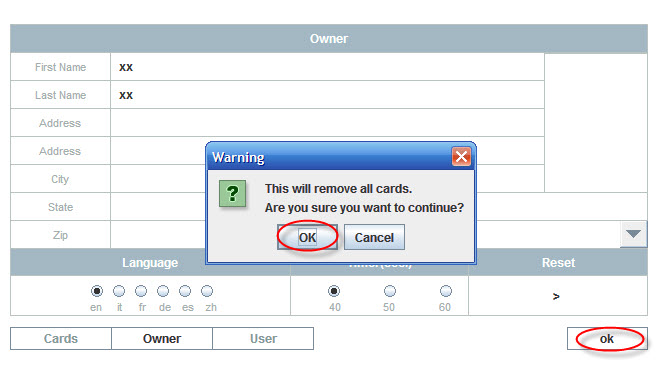 Owner
First Name xx
Last Name xx
Address
Address
City
State
Zip
Warning
?
This will remove all cards.
Are you sure you want to continue?
OK Cancel
Language Reset
en it fr de es zh 40 50 60 >
Cards Owner User ok